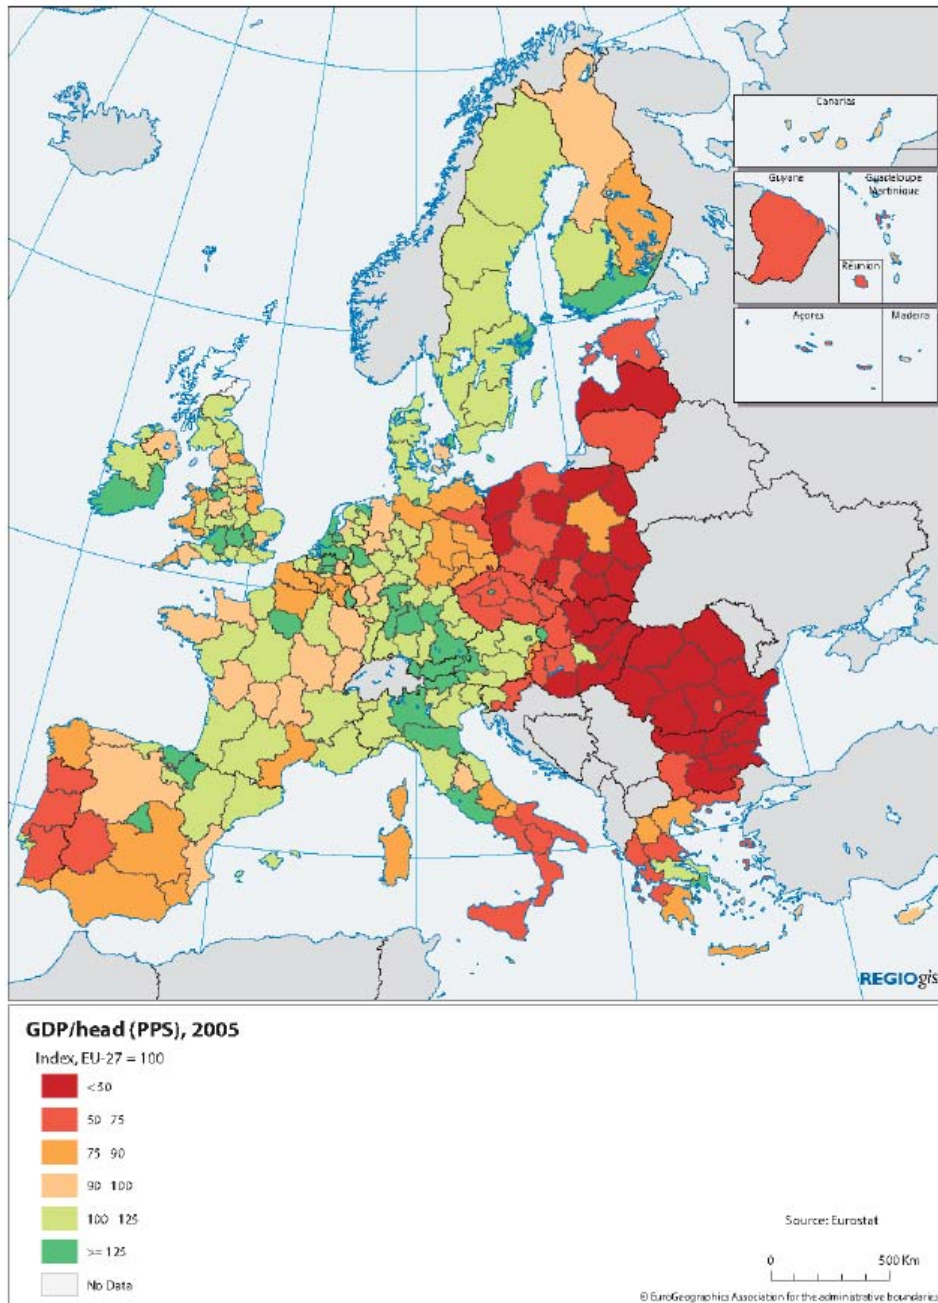 Canarias
Guyane
Guadeloupe
Martinique
Réunion
Açores
Madeira
REGIOgis
GDP/head (PPS), 2005
Index, EU-27 = 100
< 50
50 75
75 90
90 100
100 125
>= 125
No Data
Source: Eurostat
0 500 Km
© EuroGeographics Association for the administrative boundaries